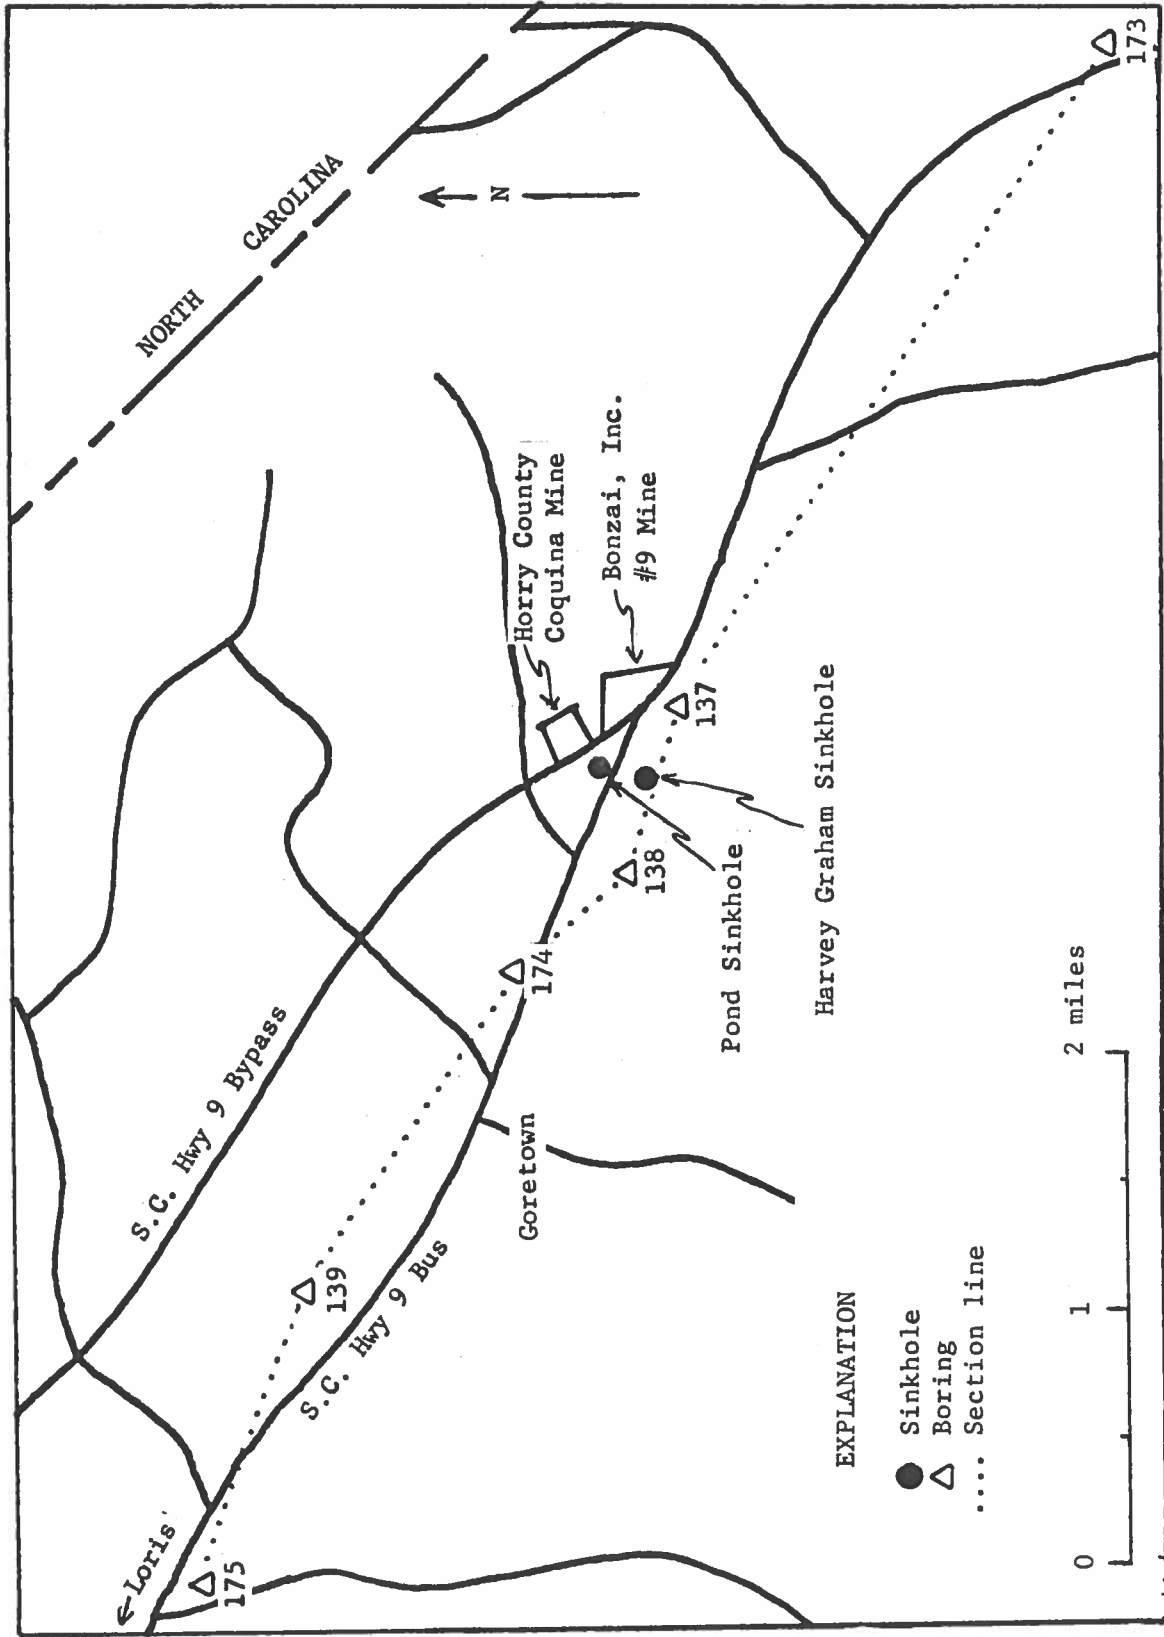 NORTH CAROLINA
N
Horry County
Coquina Mine
Bonzai, Inc.
#9 Mine
S.C. Hwy 9 Bypass
S.C. Hwy 9 Bus
←Loris
Goretown
175
139
174
138
137
173
Pond Sinkhole
Harvey Graham Sinkhole
EXPLANATION
Sinkhole
Boring
.... Section line
0 1 2 miles